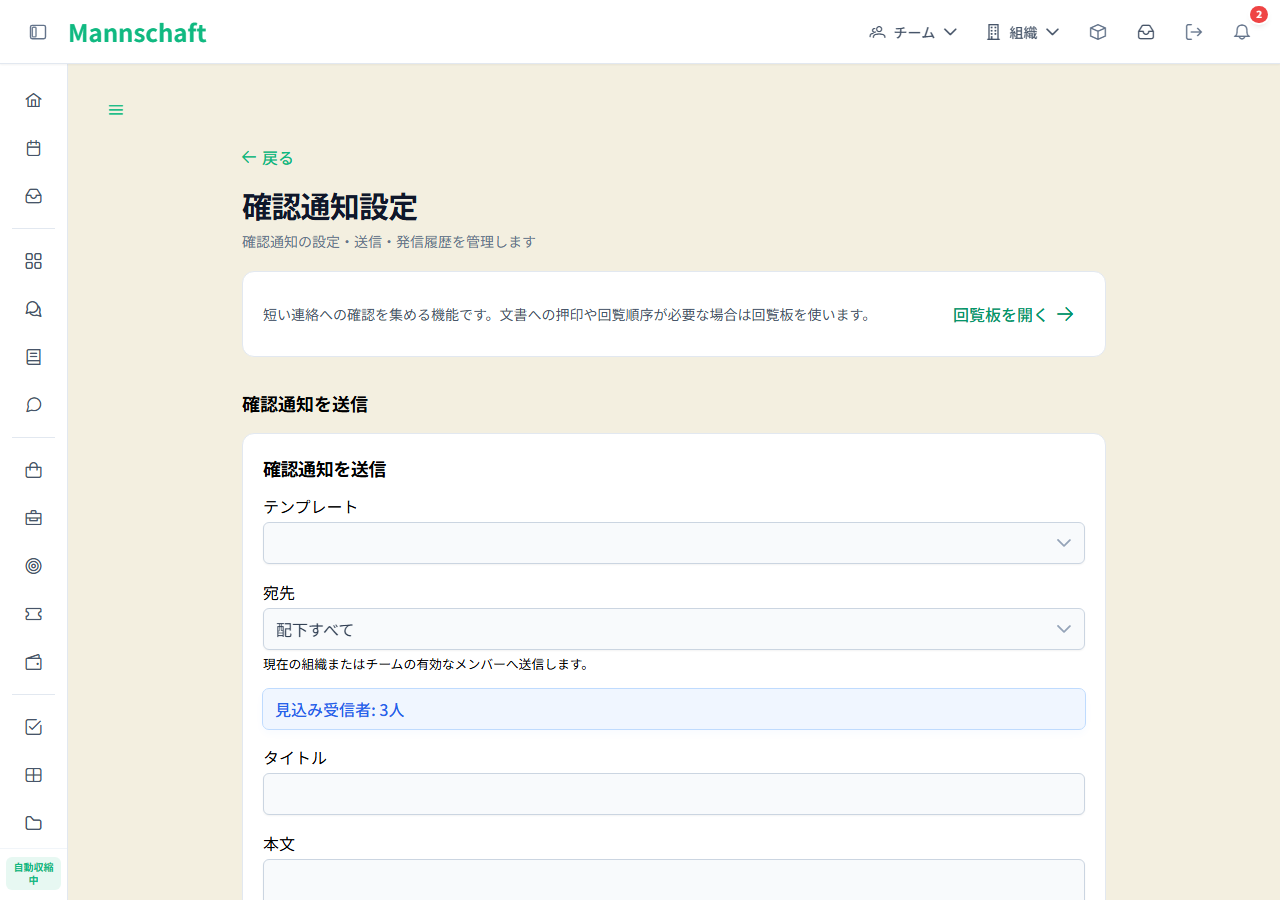 Mannschaft
チーム
組織
2
戻る
確認通知設定
確認通知の設定・送信・発信履歴を管理します
短い連絡への確認を集める機能です。文書への押印や回覧順序が必要な場合は回覧板を使います。
回覧板を開く
確認通知を送信
確認通知を送信
テンプレート
宛先
配下すべて
現在の組織またはチームの有効なメンバーへ送信します。
見込み受信者: 3人
タイトル
本文
自動収縮
中